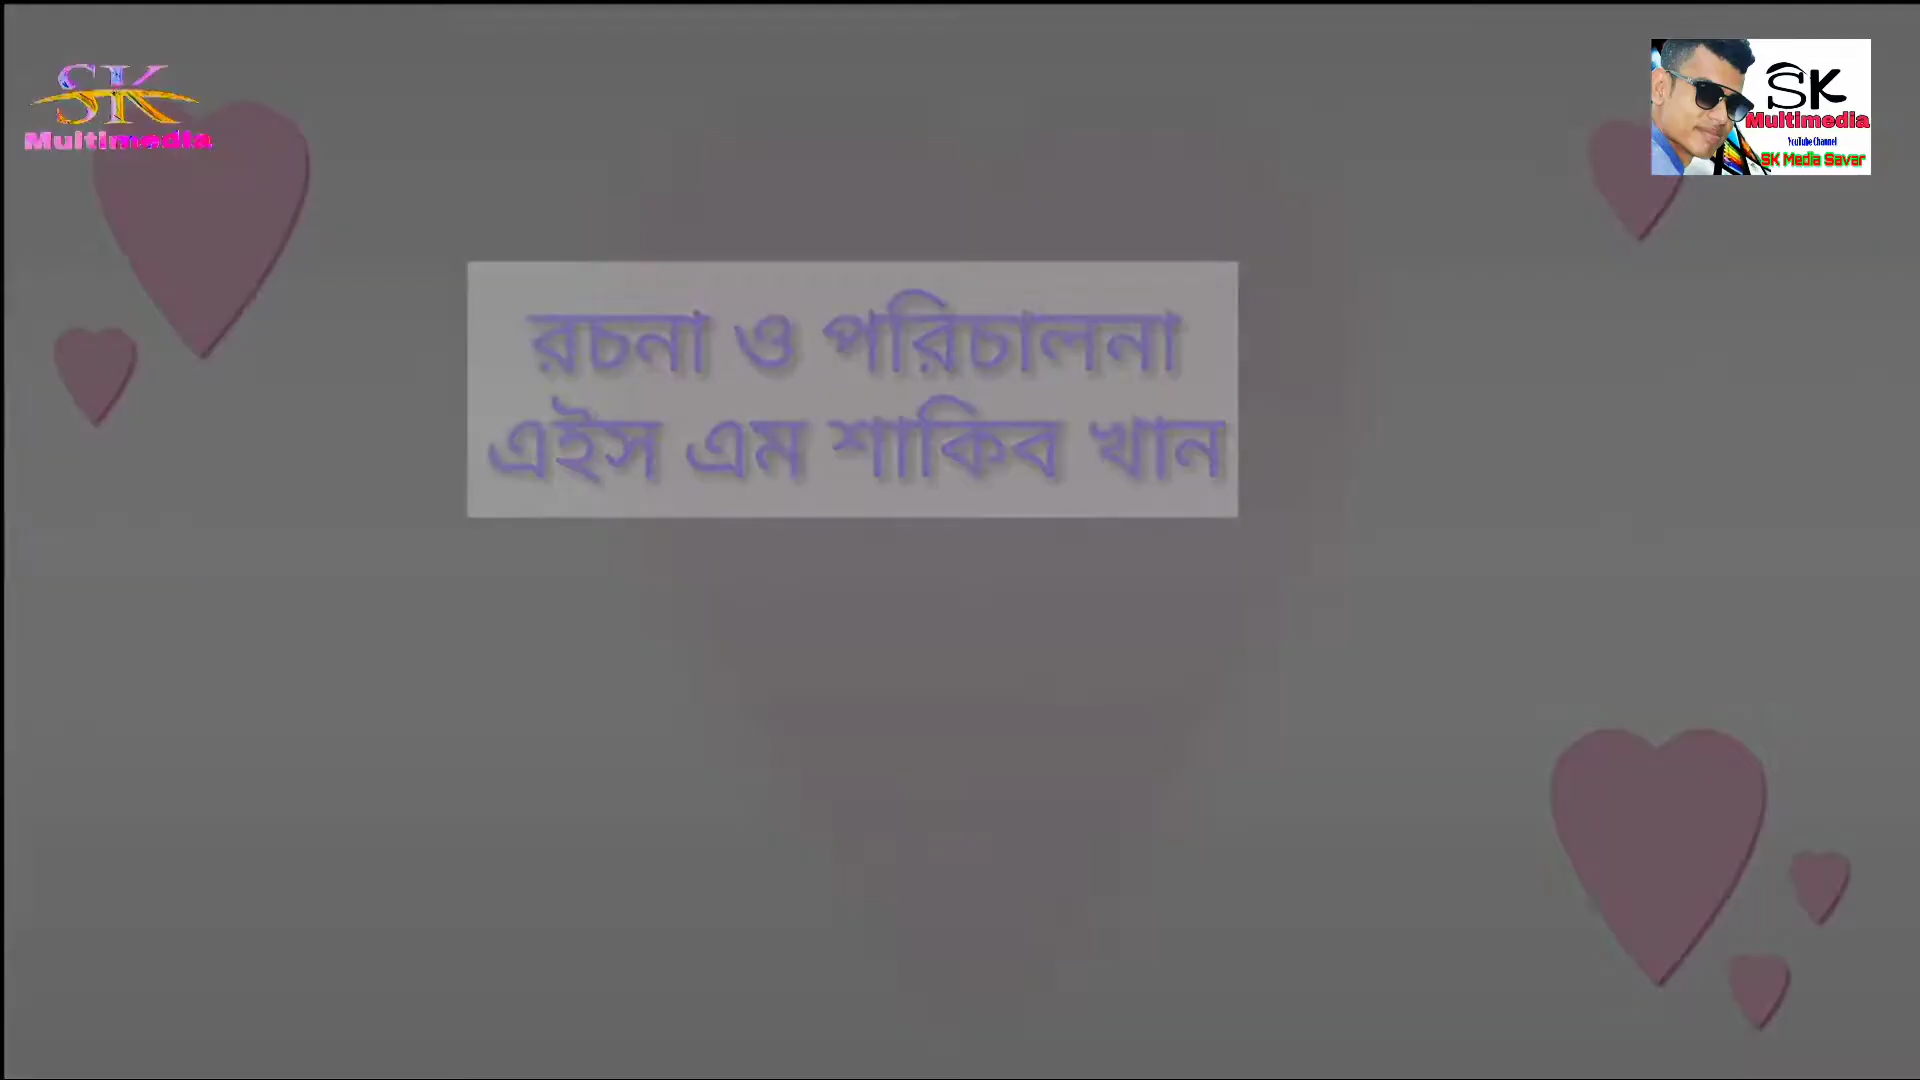 SK
Multimedia
SK
Multimedia
YouTube Channel
SK Media Savar
রচনা ও পরিচালনা
এইস এম শাকিব খান